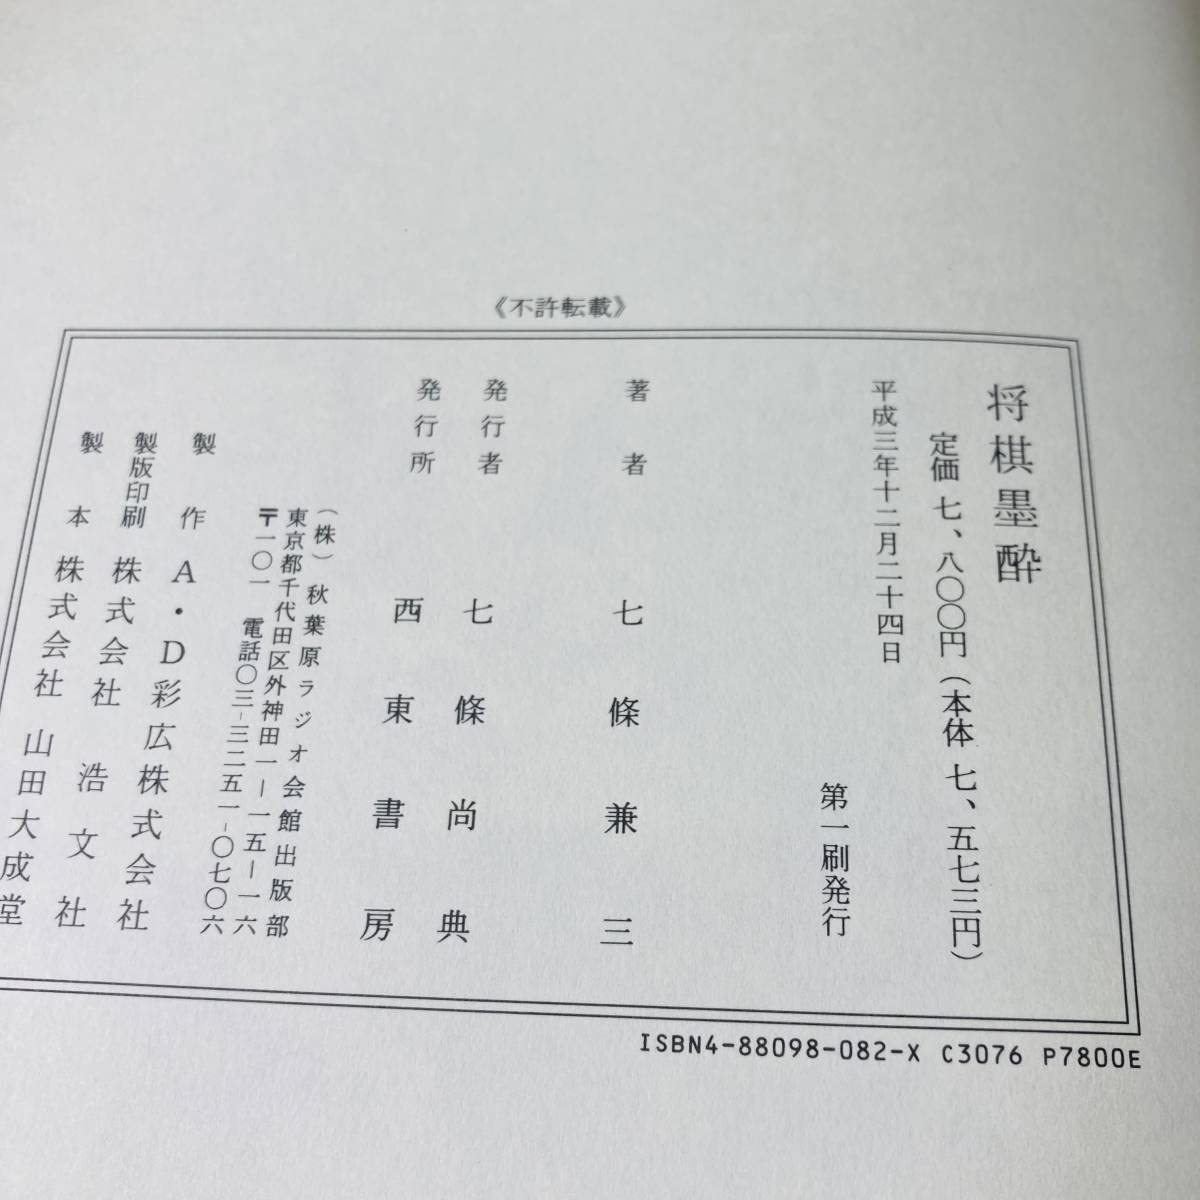 《不許転載》
将棋墨酔
定価 七、八〇〇円(本体 七、五七三円)
平成三年十二月二十四日
第一刷発行
著者 七條兼三
発行者 七條尚典
発行所 西東書房
(株)秋葉原ラジオ会館出版部
東京都千代田区外神田一―一五―一六
〒一〇一 電話〇三-三二五一-〇七〇六
製作 A・D彩広株式会社
製版印刷 株式会社 浩文社
製本 株式会社 山田大成堂
ISBN4-88098-082-X C3076 P7800E